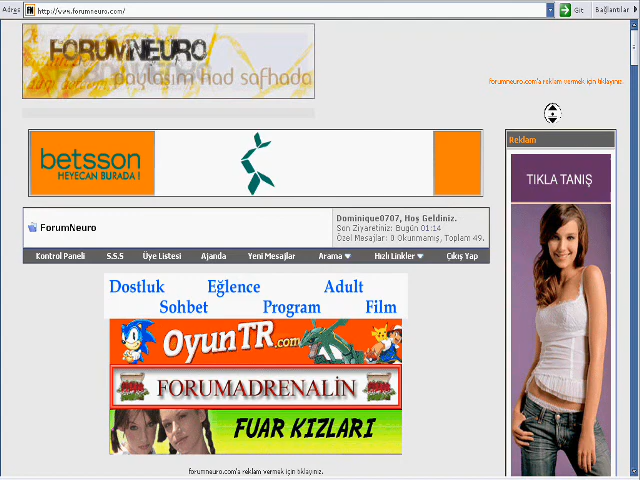 Adres
http://www.forumneuro.com/
Git
Bağlantılar
FORUMNEURO
paylasim had safhada
forumneuro.com'a reklam vermek için tıklayınız.
betsson
HEYECAN BURADA !
Reklam
TIKLA TANIŞ
ForumNeuro
Dominique0707, Hoş Geldiniz.
Son Ziyaretiniz: Bugün 01:14
Özel Mesajları 0 Okunmamış, Toplam 49.
Kontrol Paneli S.S.S Üye Listesi Ajanda Yeni Mesajlar Arama Hızlı Linkler Çıkış Yap
Dostluk Eğlence Adult
Sohbet Program Film
OyunTR.com
FORUMADRENALİN
FUAR KIZLARI
forumneuro.com'a reklam vermek için tıklayınız.